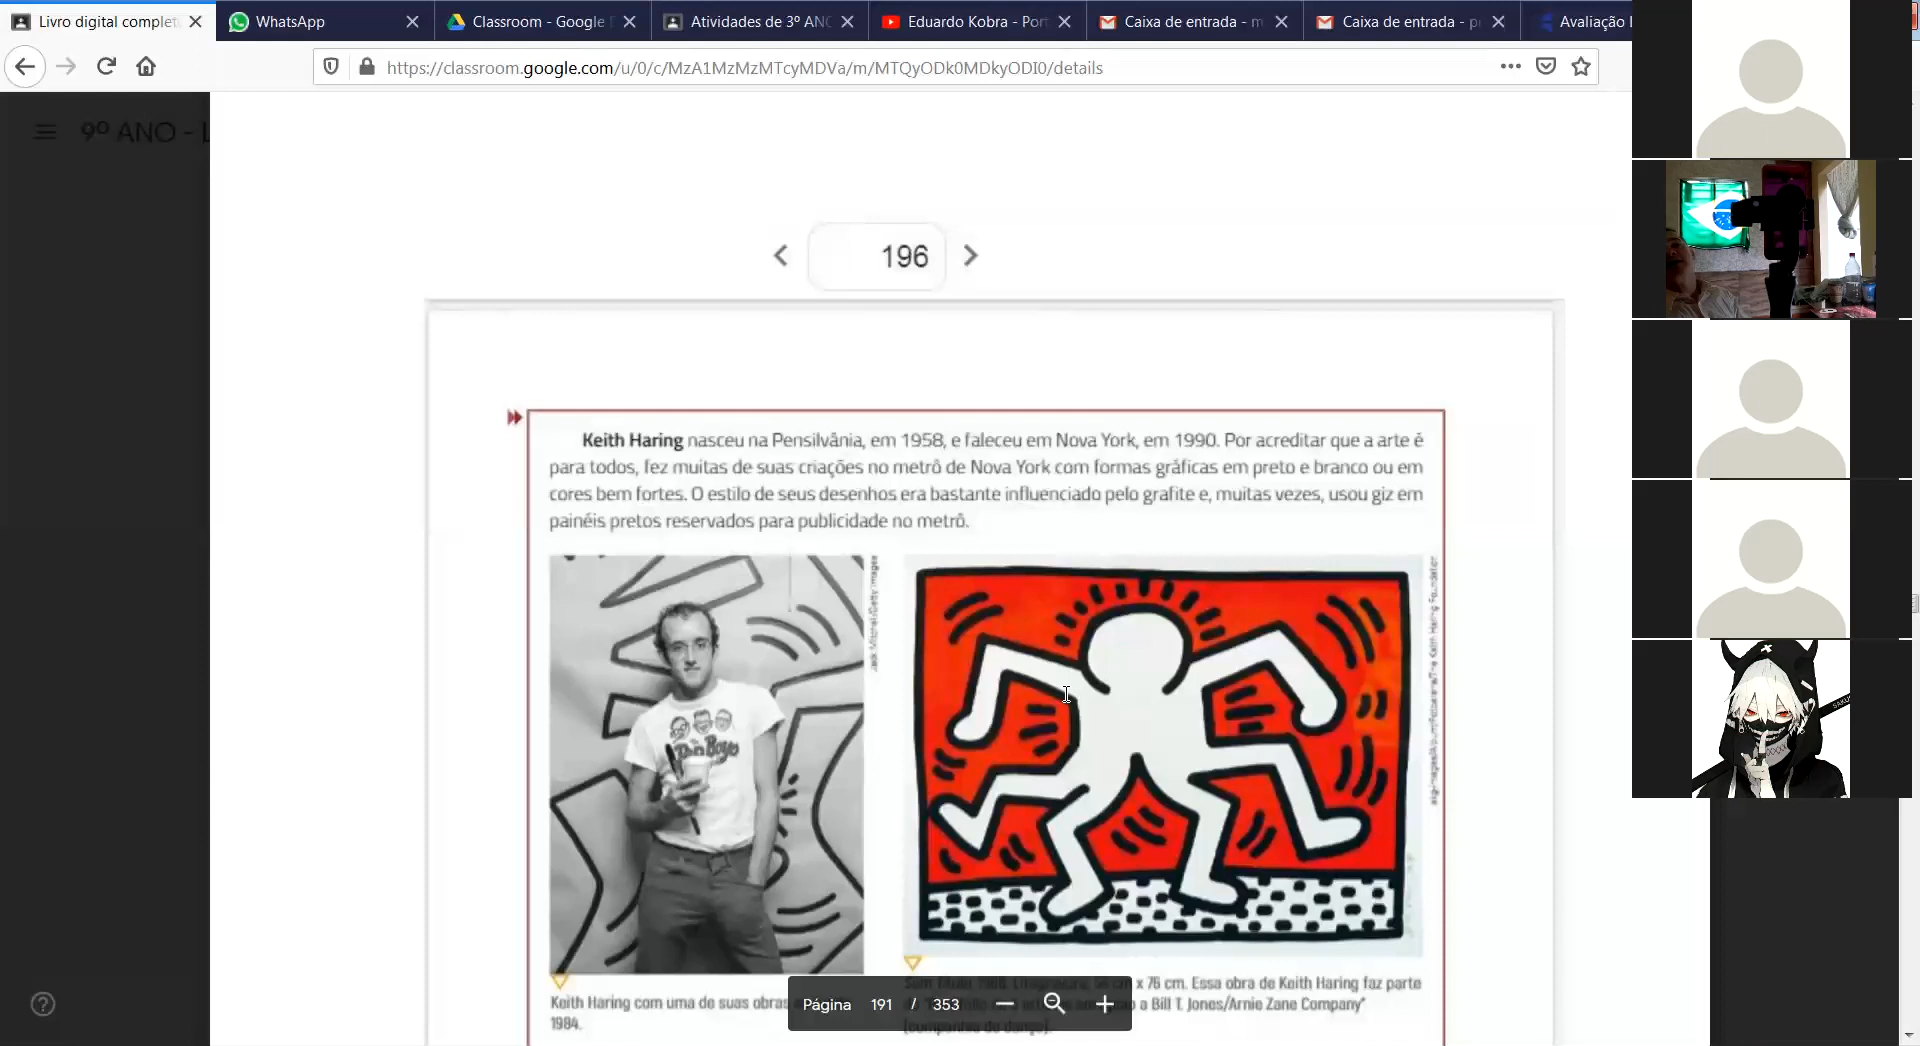 Livro digital complet
WhatsApp
Classroom - Google
Atividades de 3º ANO
Eduardo Kobra - Por
Caixa de entrada - m
Caixa de entrada - p
Avaliação
https://classroom.google.com/u/0/c/MzA1MzMzMTcyMDVa/m/MTQyODk0MDkyODI0/details
9º ANO - L
196
Keith Haring nasceu na Pensilvânia, em 1958, e faleceu em Nova York, em 1990. Por acreditar que a arte é
para todos, fez muitas de suas criações no metrô de Nova York com formas gráficas em preto e branco ou em
cores bem fortes. O estilo de seus desenhos era bastante influenciado pelo grafite e, muitas vezes, usou giz em
painéis pretos reservados para publicidade no metrô.
Keith Haring com uma de suas obras
1984.
x 76 cm. Essa obra de Keith Haring faz parte
a Bill T. Jones/Arnie Zane Company"
[companhia de dança].
Página 191 / 353